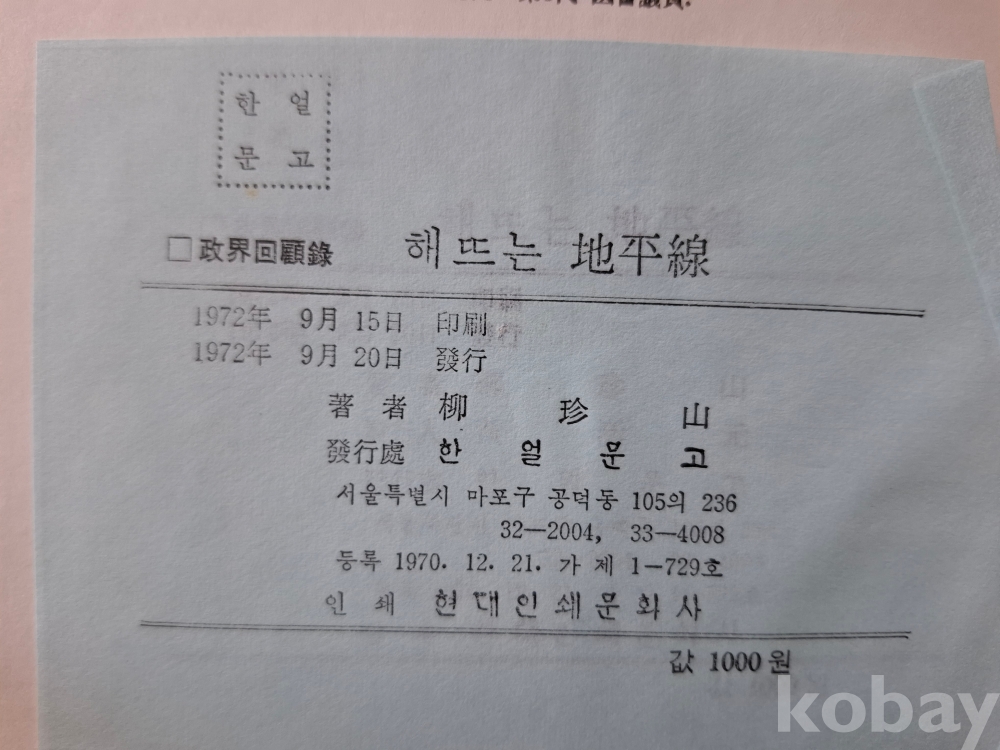 한얼
문고
□ 政界回顧錄 해뜨는 地平線
1972年 9月 15日 印刷
1972年 9月 20日 發行
著者 柳珍山
發行處 한얼문고
서울특별시 마포구 공덕동 105의 236
32—2004, 33—4008
등록 1970. 12. 21. 가 제 1—729호
인쇄 현대인쇄문화사
값 1000원
kobay